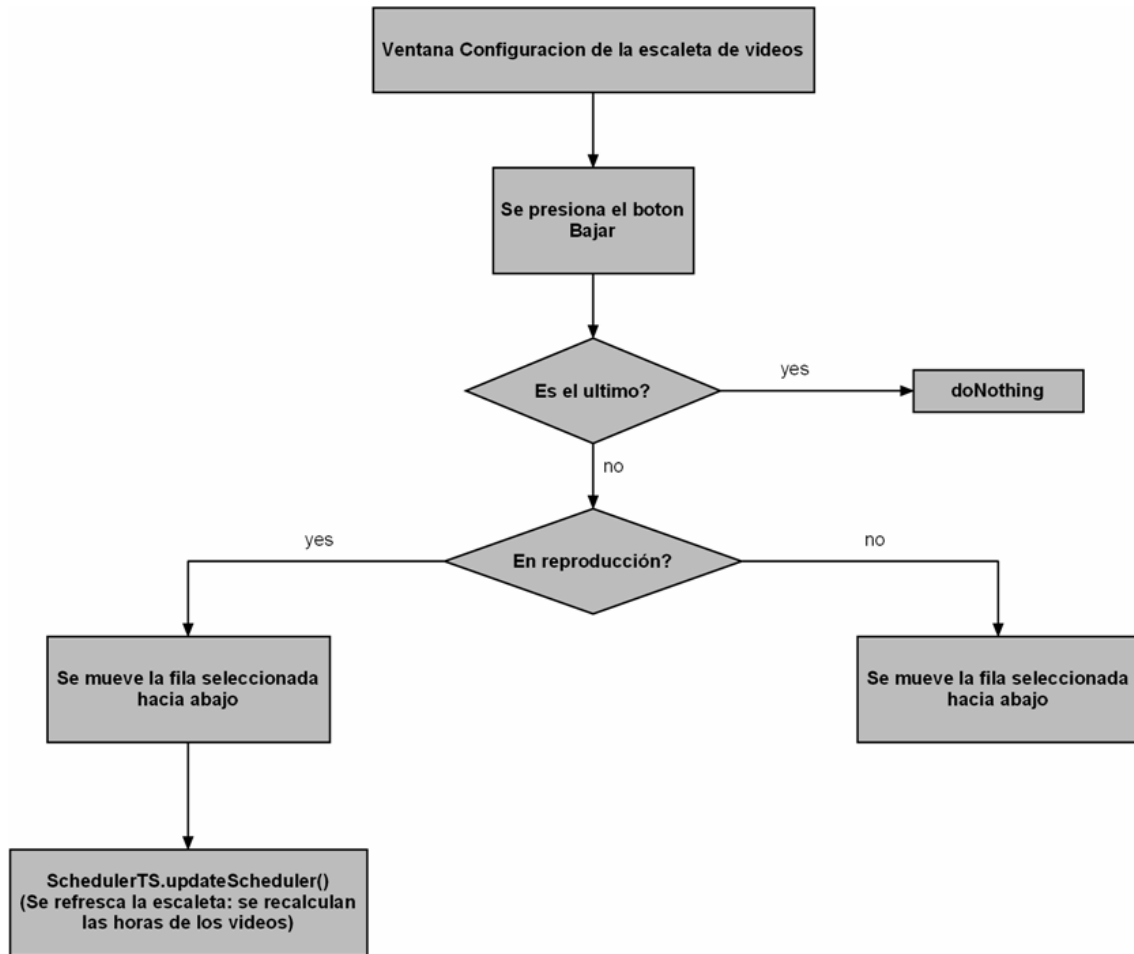 Ventana Configuracion de la escaleta de videos
Se presiona el boton
Bajar
Es el ultimo?
yes
doNothing
no
En reproducción?
yes
no
Se mueve la fila seleccionada
hacia abajo
Se mueve la fila seleccionada
hacia abajo
SchedulerTS.updateScheduler()
(Se refresca la escaleta: se recalculan
las horas de los videos)